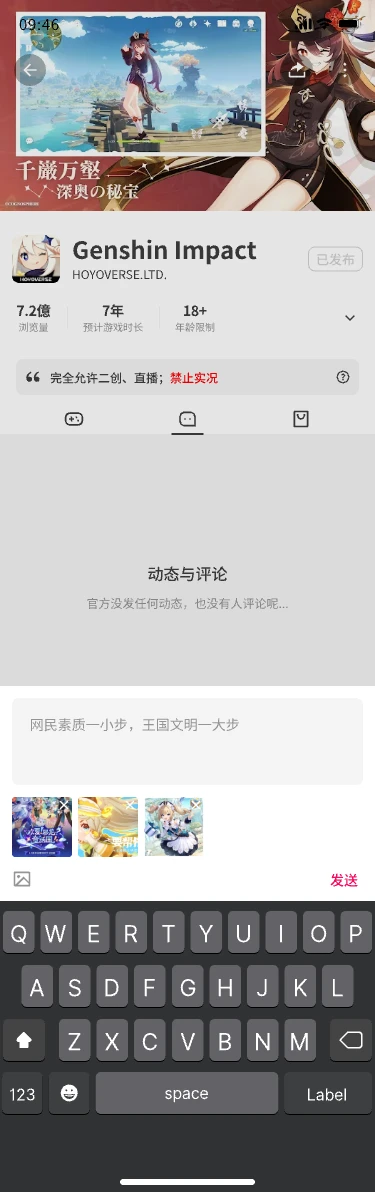 09:46
千巌万壑
深奥の秘宝
Genshin Impact
HOYOVERSE.LTD.
已发布
7.2億
浏览量
7年
预计游戏时长
18+
年龄限制
完全允许二创、直播；禁止实况
动态与评论
官方没发任何动态，也没有人评论呢...
网民素质一小步，王国文明一大步
发送
Q W E R T Y U I O P
A S D F G H J K L
Z X C V B N M
123
space
Label